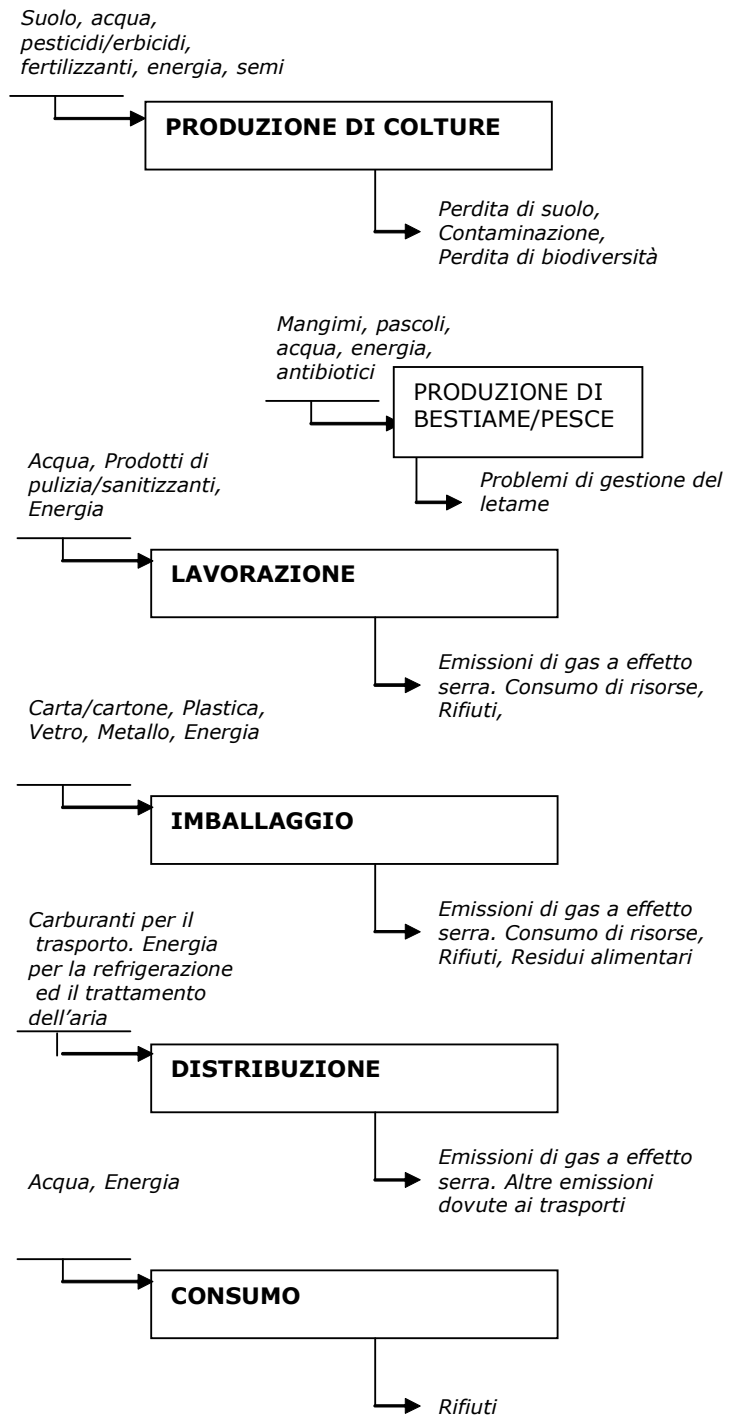 Suolo, acqua,
pesticidi/erbicidi,
fertilizzanti, energia, semi
PRODUZIONE DI COLTURE
Perdita di suolo,
Contaminazione,
Perdita di biodiversità
Mangimi, pascoli,
acqua, energia,
antibiotici
PRODUZIONE DI
BESTIAME/PESCE
Problemi di gestione del
letame
Acqua, Prodotti di
pulizia/sanitizzanti,
Energia
LAVORAZIONE
Emissioni di gas a effetto
serra. Consumo di risorse,
Rifiuti,
Carta/cartone, Plastica,
Vetro, Metallo, Energia
IMBALLAGGIO
Emissioni di gas a effetto
serra. Consumo di risorse,
Rifiuti, Residui alimentari
Carburanti per il
trasporto. Energia
per la refrigerazione
ed il trattamento
dell'aria
DISTRIBUZIONE
Emissioni di gas a effetto
serra. Altre emissioni
dovute ai trasporti
Acqua, Energia
CONSUMO
Rifiuti